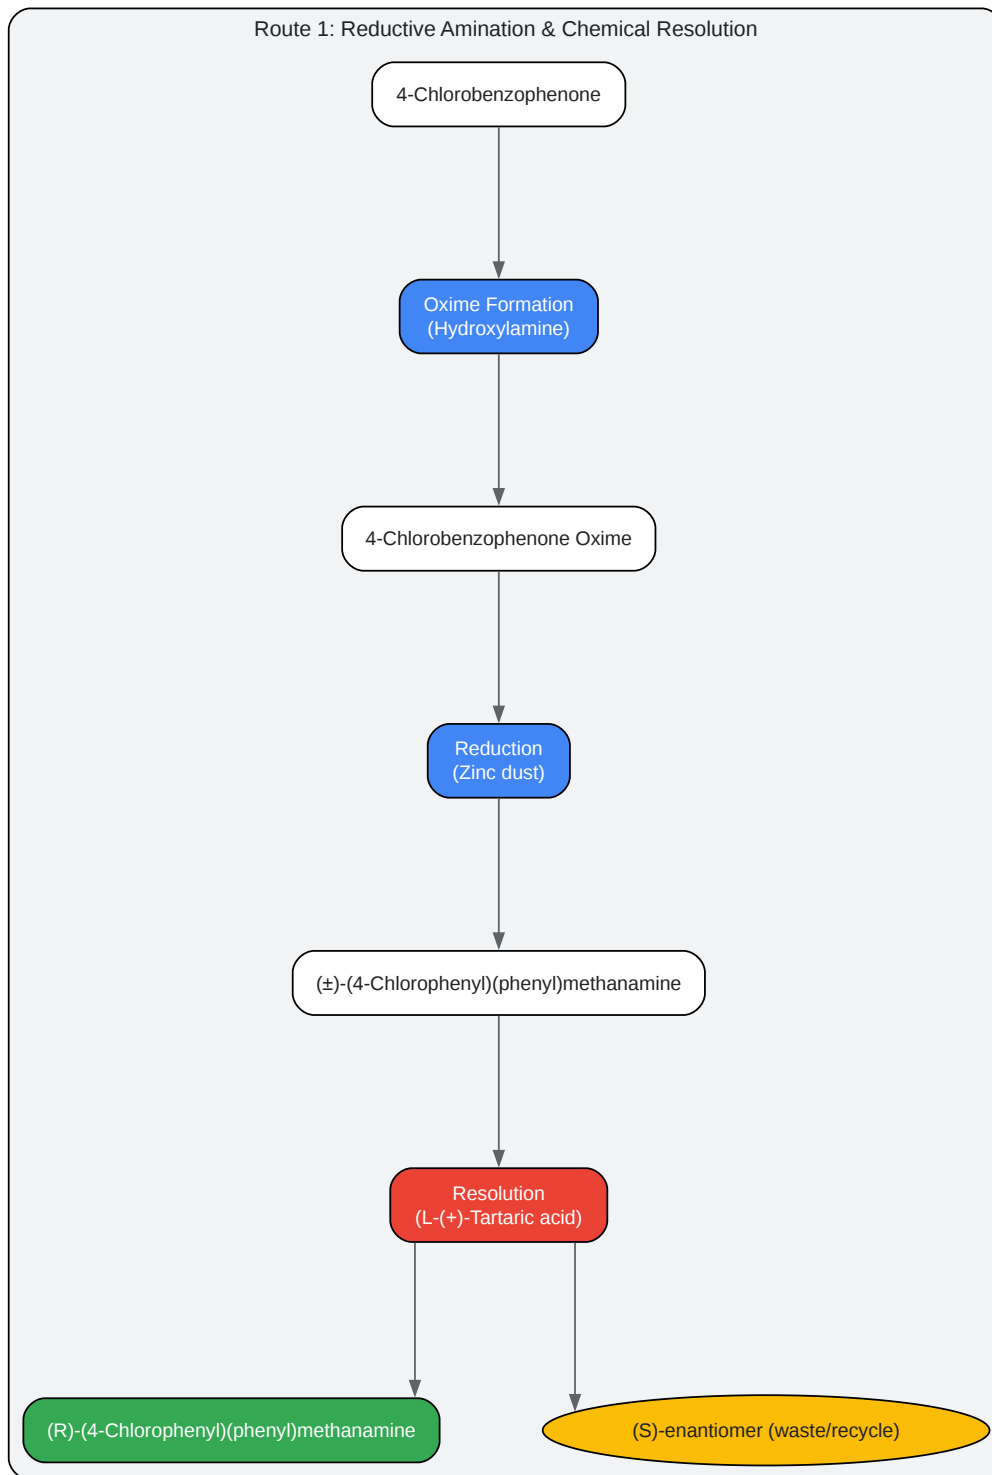 Route 1: Reductive Amination & Chemical Resolution
4-Chlorobenzophenone
Oxime Formation
(Hydroxylamine)
4-Chlorobenzophenone Oxime
Reduction
(Zinc dust)
(±)-(4-Chlorophenyl)(phenyl)methanamine
Resolution
(L-(+)-Tartaric acid)
(R)-(4-Chlorophenyl)(phenyl)methanamine
(S)-enantiomer (waste/recycle)